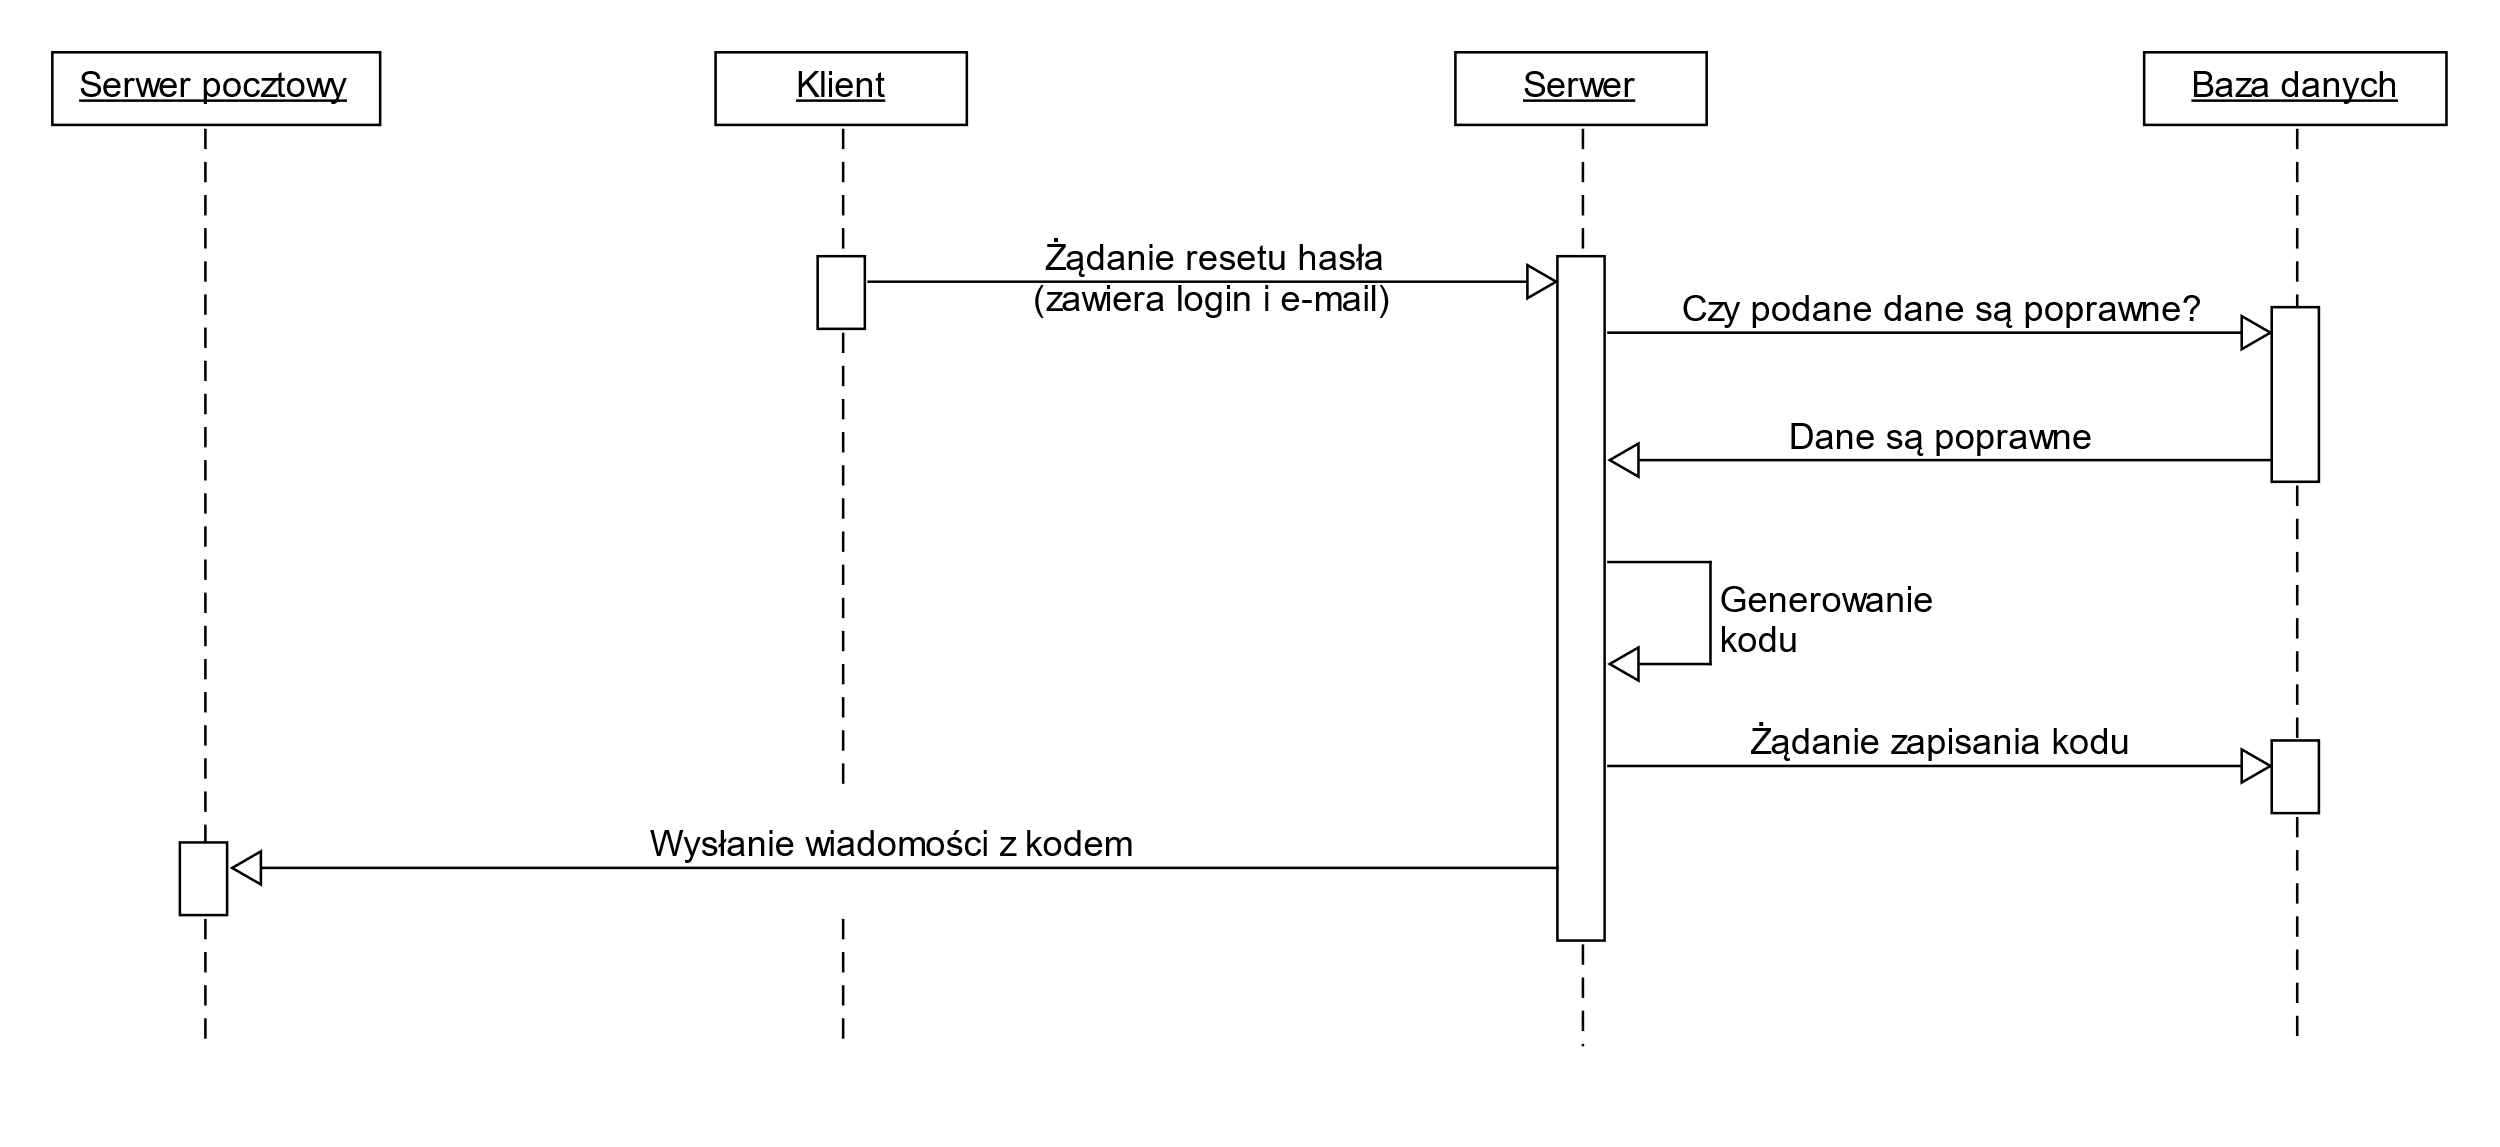 Serwer pocztowy
Klient
Serwer
Baza danych
Żądanie resetu hasła
(zawiera login i e-mail)
Czy podane dane są poprawne?
Dane są poprawne
Generowanie
kodu
Żądanie zapisania kodu
Wysłanie wiadomości z kodem